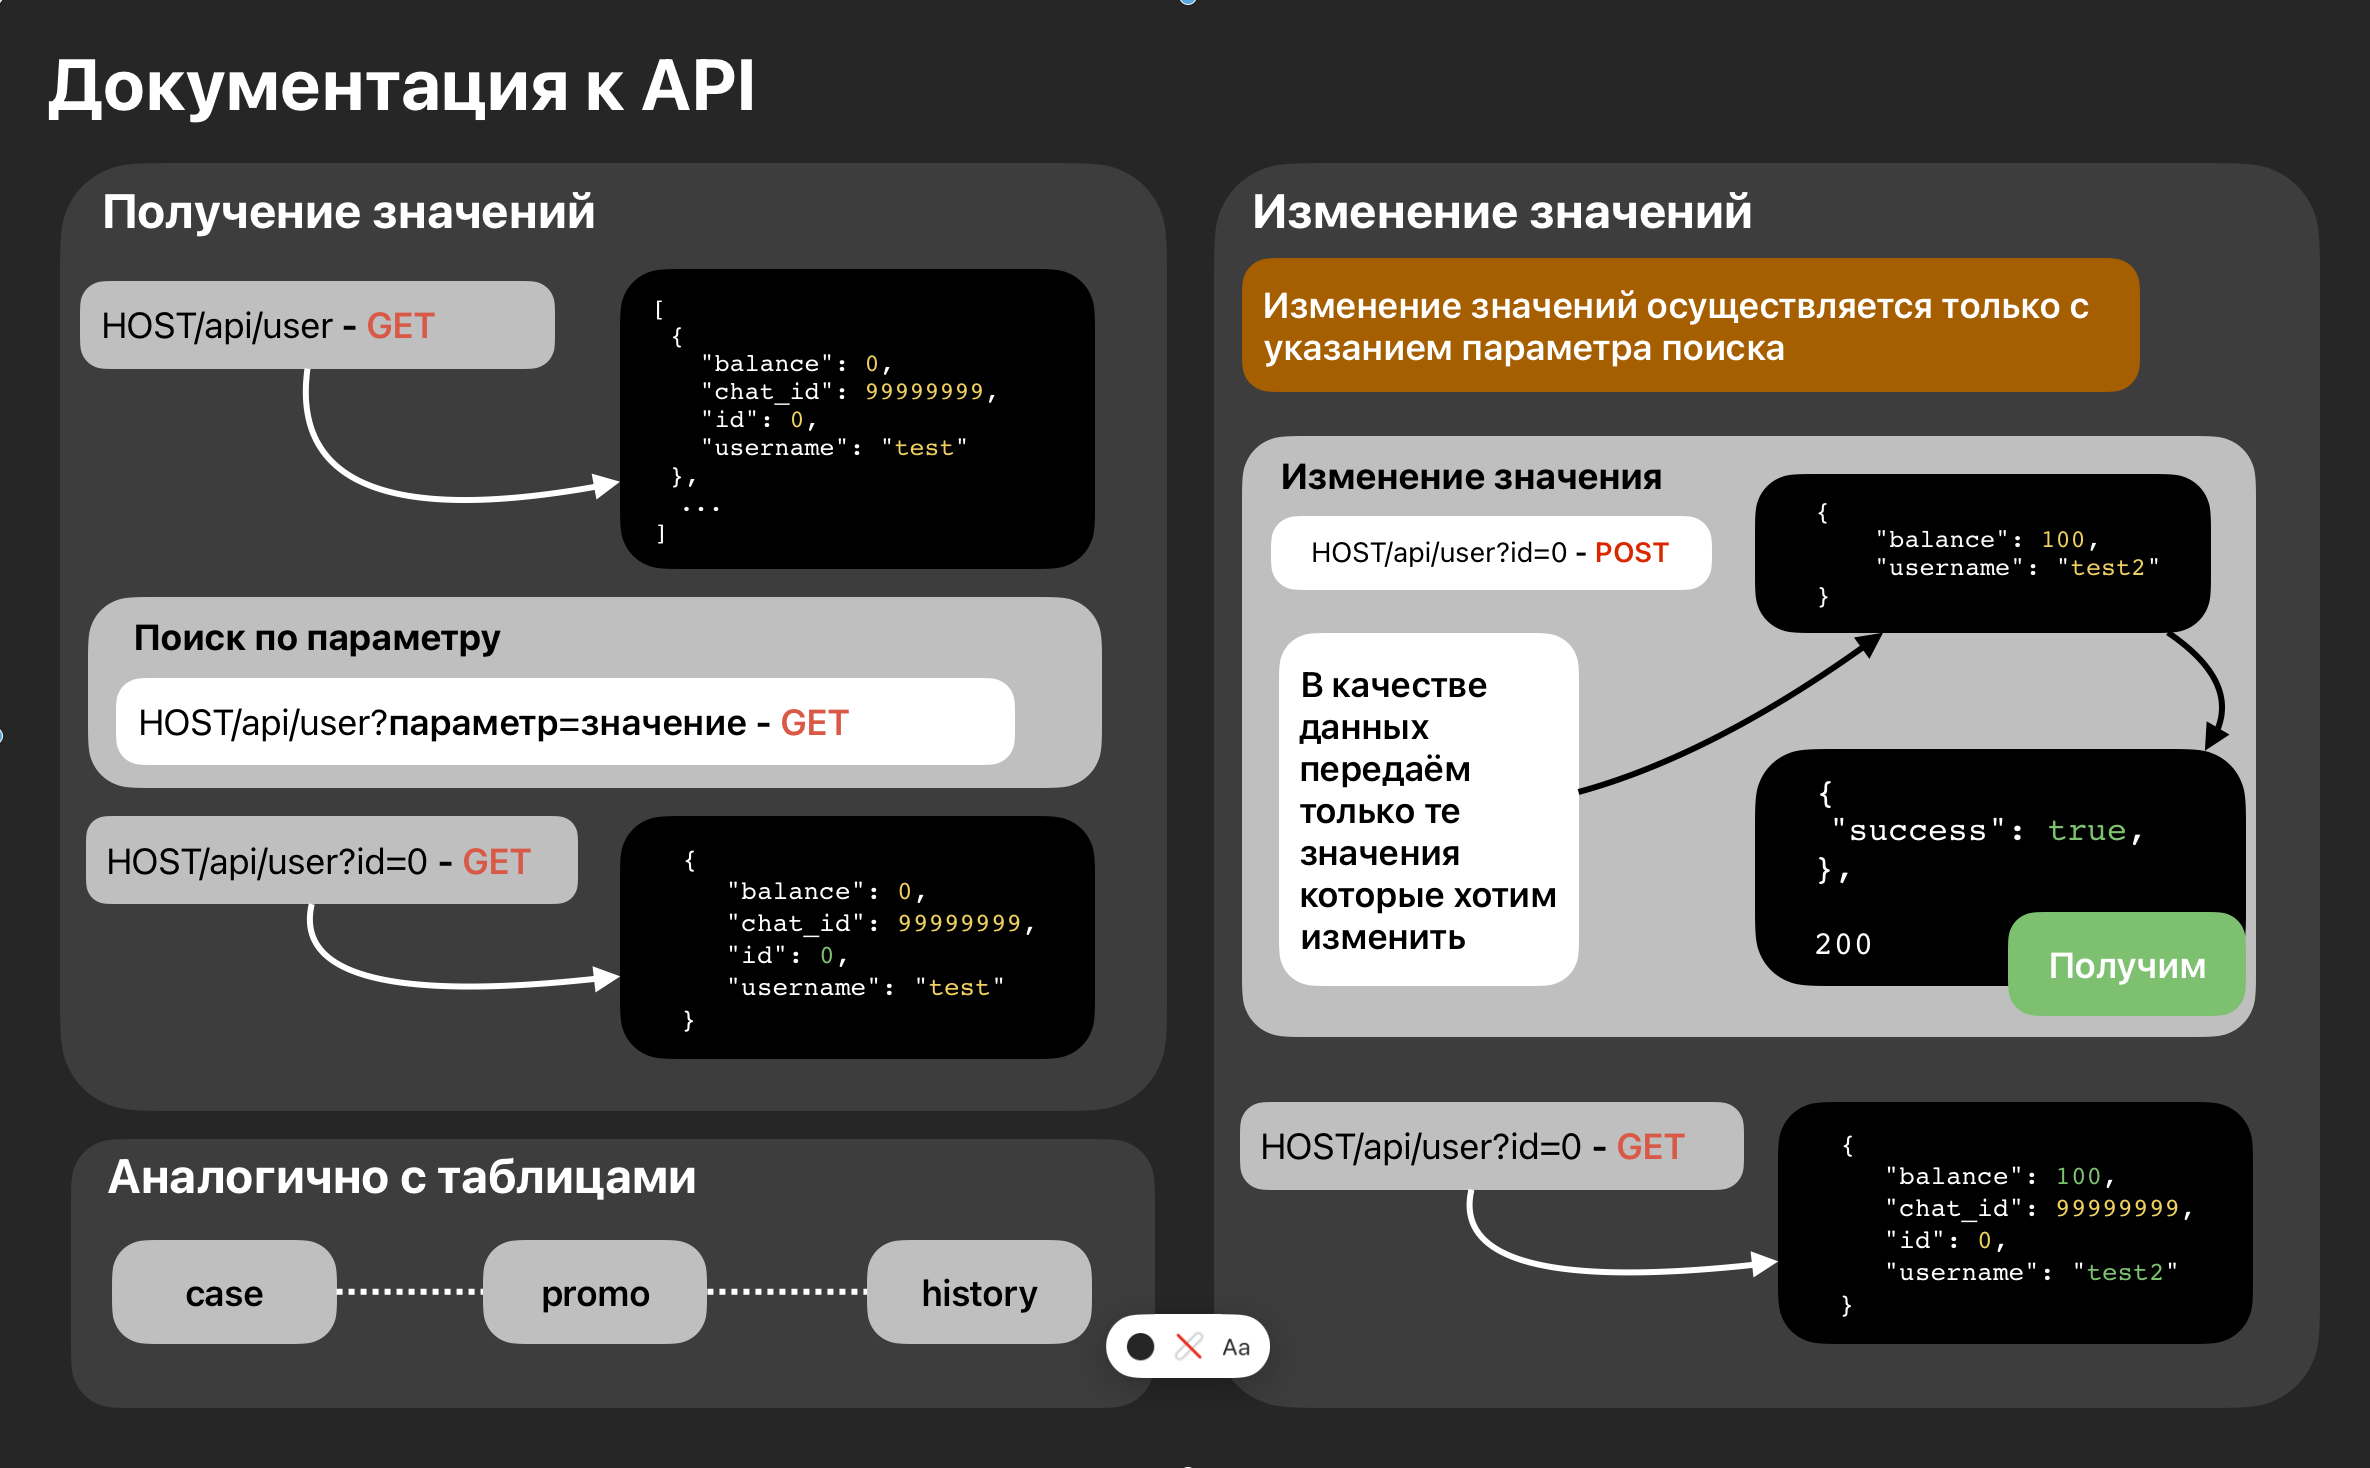 Документация к API
Получение значений
HOST/api/user - GET
[
{
"balance": 0,
"chat_id": 99999999,
"id": 0,
"username": "test"
},
...
]
Поиск по параметру
HOST/api/user?параметр=значение - GET
HOST/api/user?id=0 - GET
{
"balance": 0,
"chat_id": 99999999,
"id": 0,
"username": "test"
}
Аналогично с таблицами
case
promo
history
Изменение значений
Изменение значений осуществляется только с
указанием параметра поиска
Изменение значения
HOST/api/user?id=0 - POST
{
"balance": 100,
"username": "test2"
}
В качестве
данных
передаём
только те
значения
которые хотим
изменить
{
"success": true,
},
200
Получим
HOST/api/user?id=0 - GET
{
"balance": 100,
"chat_id": 99999999,
"id": 0,
"username": "test2"
}
Aa